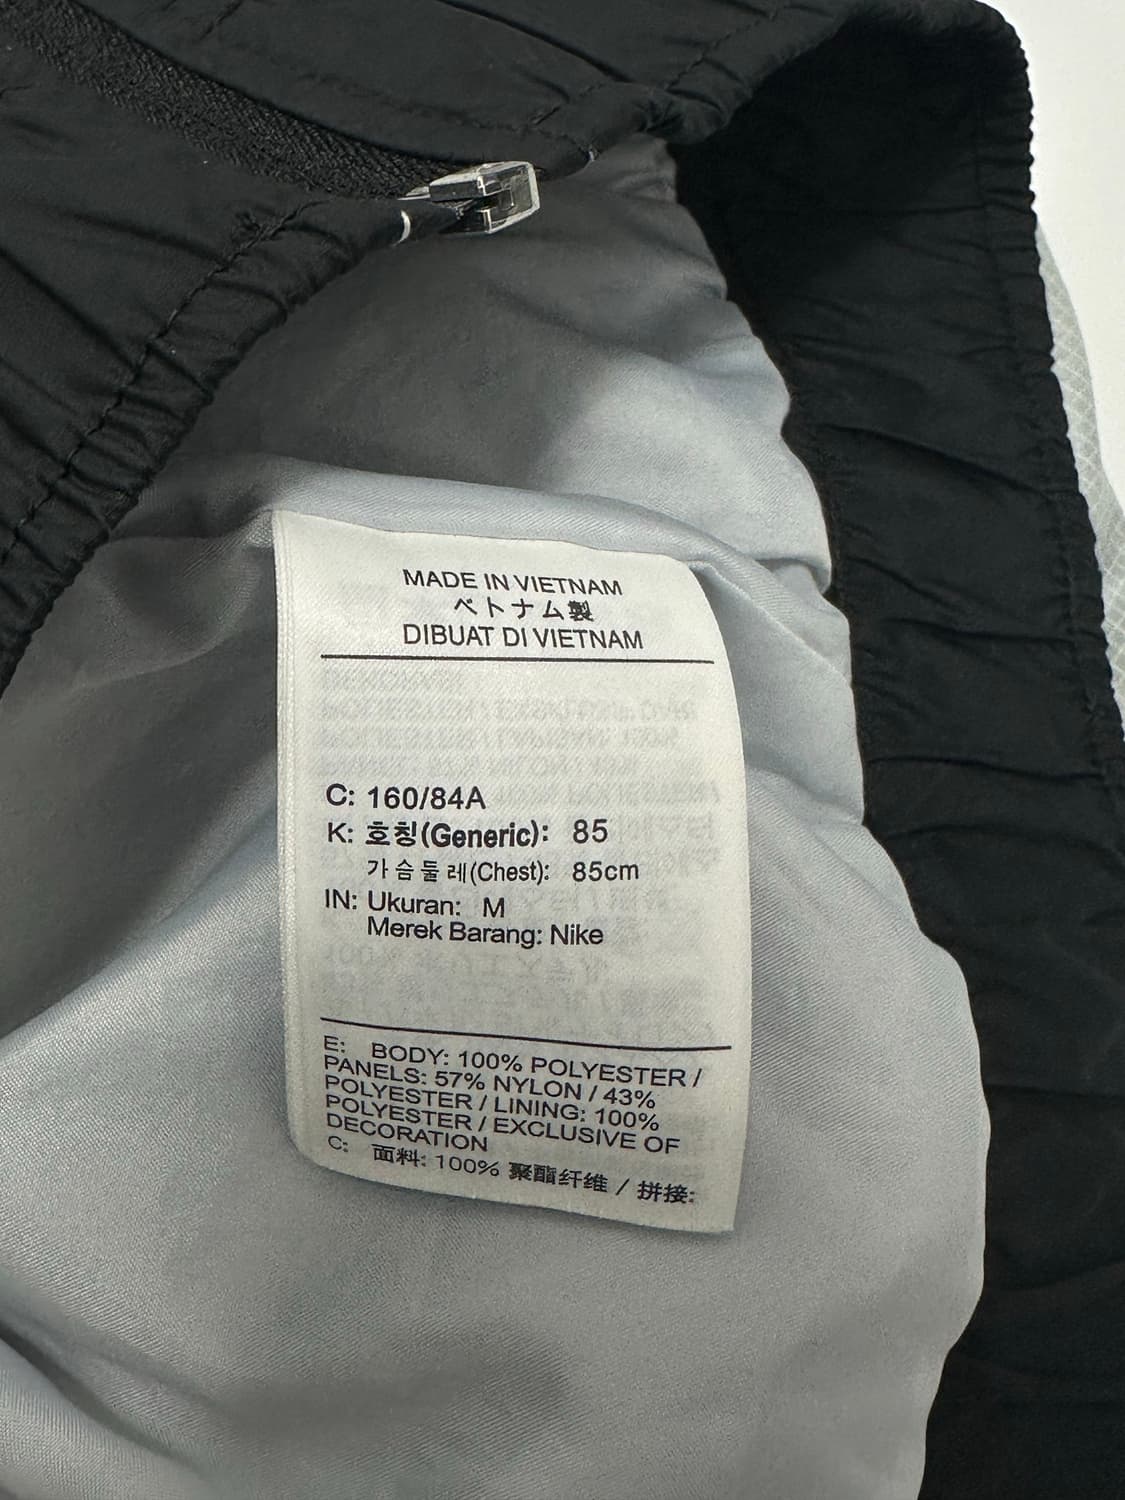 MADE IN VIETNAM
ベトナム製
DIBUAT DI VIETNAM
C: 160/84A
K: 호칭(Generic): 85
가슴둘레(Chest): 85cm
IN: Ukuran: M
Merek Barang: Nike
E: BODY: 100% POLYESTER /
PANELS: 57% NYLON / 43%
POLYESTER / LINING: 100%
POLYESTER / EXCLUSIVE OF
DECORATION
C: 面料: 100% 聚酯纤维 / 拼接: